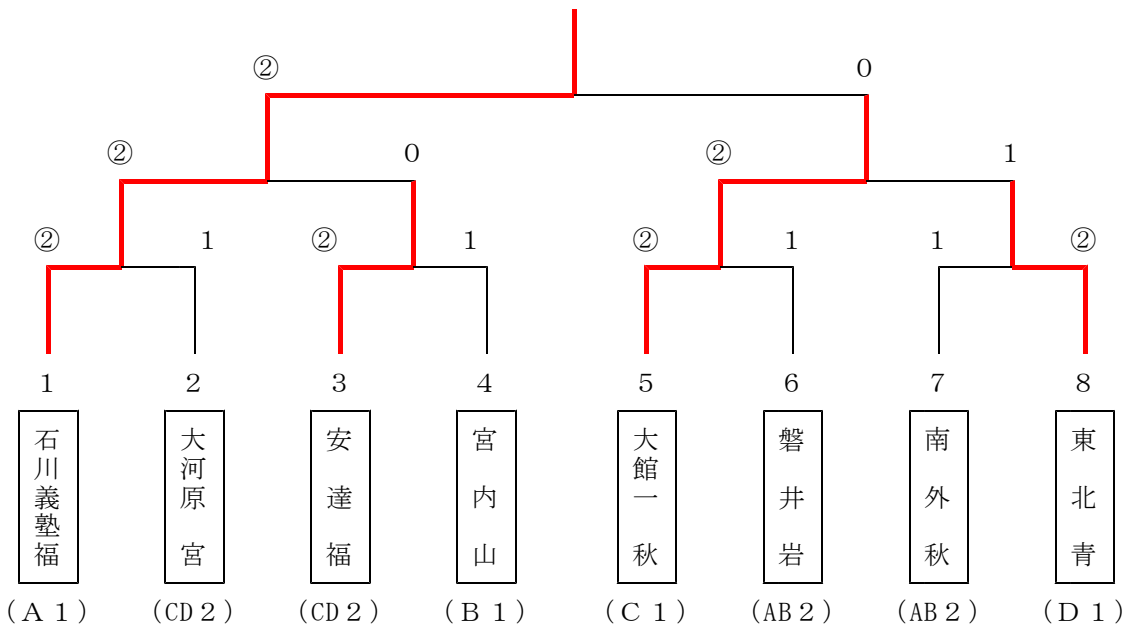 ② 0
② 0 ② 1
② 1 ② 1 ② 1 1 ②
1 2 3 4 5 6 7 8
石川義塾福
大河原 宮
安達福
宮内山
大館一 秋
磐井岩
南外秋
東北青
(A1) (CD2) (CD2) (B1) (C1) (AB2) (AB2) (D1)